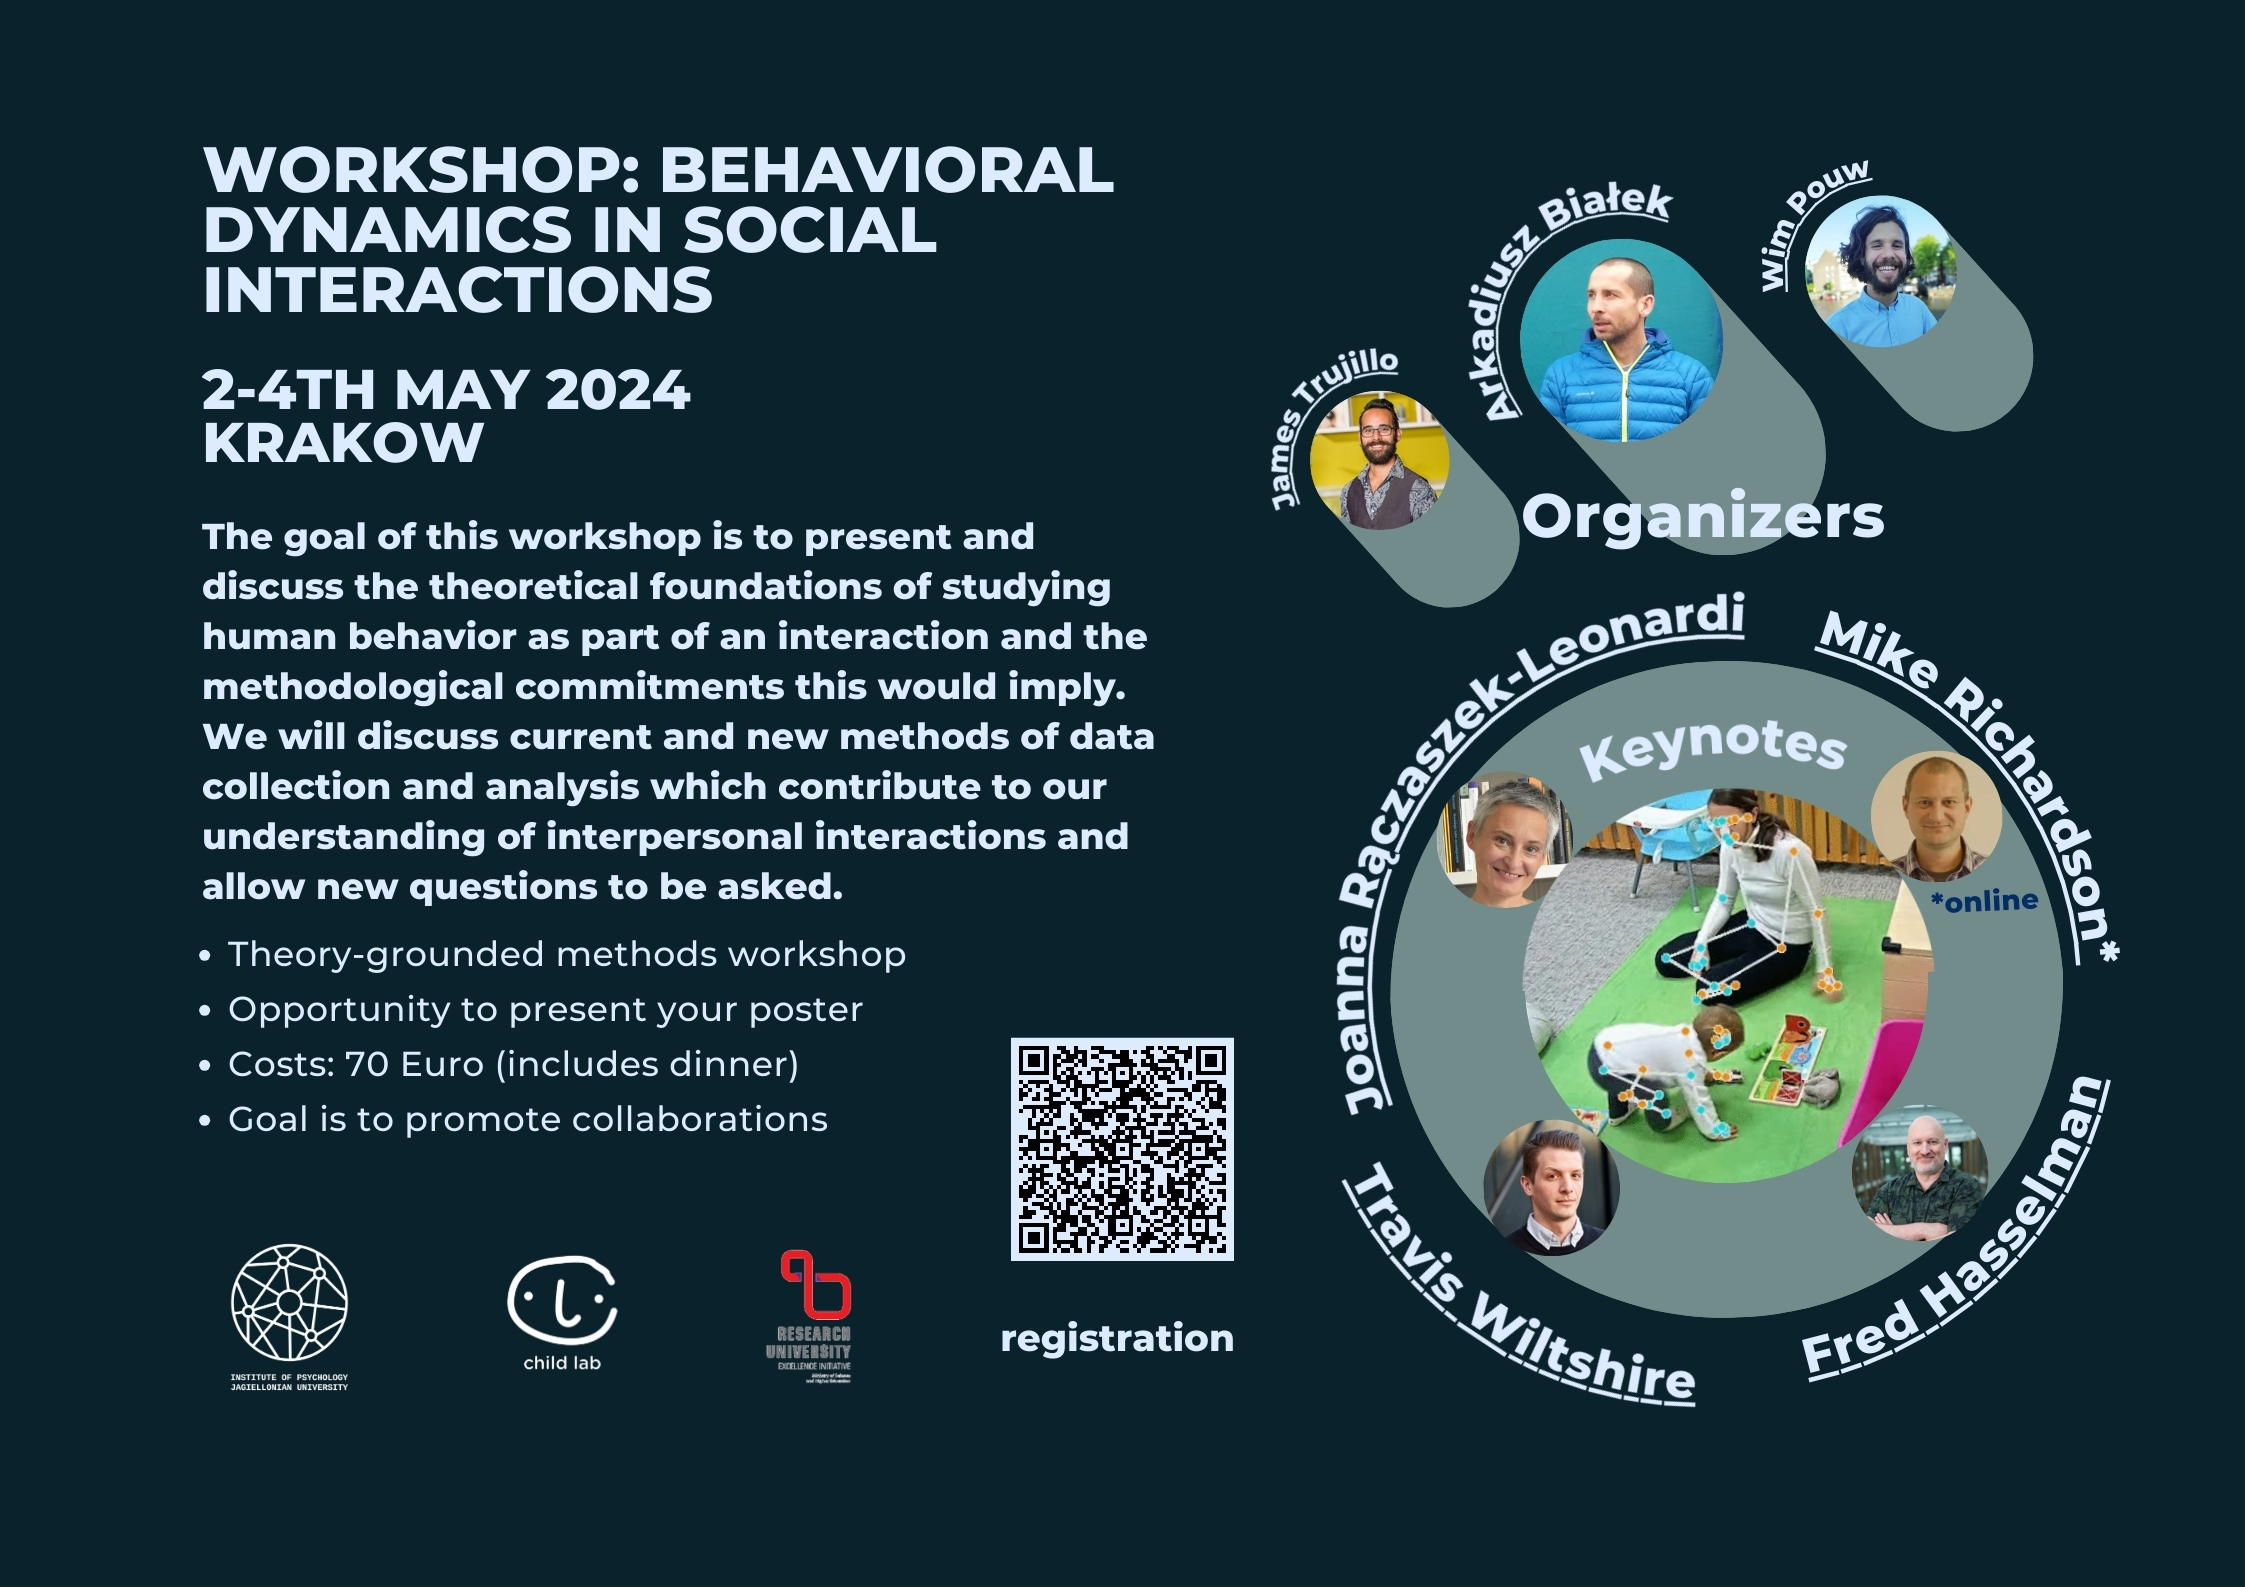 WORKSHOP: BEHAVIORAL
DYNAMICS IN SOCIAL
INTERACTIONS
2-4TH MAY 2024
KRAKOW
The goal of this workshop is to present and
discuss the theoretical foundations of studying
human behavior as part of an interaction and the
methodological commitments this would imply.
We will discuss current and new methods of data
collection and analysis which contribute to our
understanding of interpersonal interactions and
allow new questions to be asked.
• Theory-grounded methods workshop
• Opportunity to present your poster
• Costs: 70 Euro (includes dinner)
• Goal is to promote collaborations
INSTITUTE OF PSYCHOLOGY
JAGIELLONIAN UNIVERSITY
child lab
RESEARCH
UNIVERSITY
EXCELLENCE INITIATIVE
Ministry of Science
and Higher Education
registration
James Trujillo
Arkadiusz Białek
Wim Pouw
Organizers
Joanna Rączaszek-Leonardi
Mike Richardson*
Keynotes
*online
Travis Wiltshire
Fred Hasselman